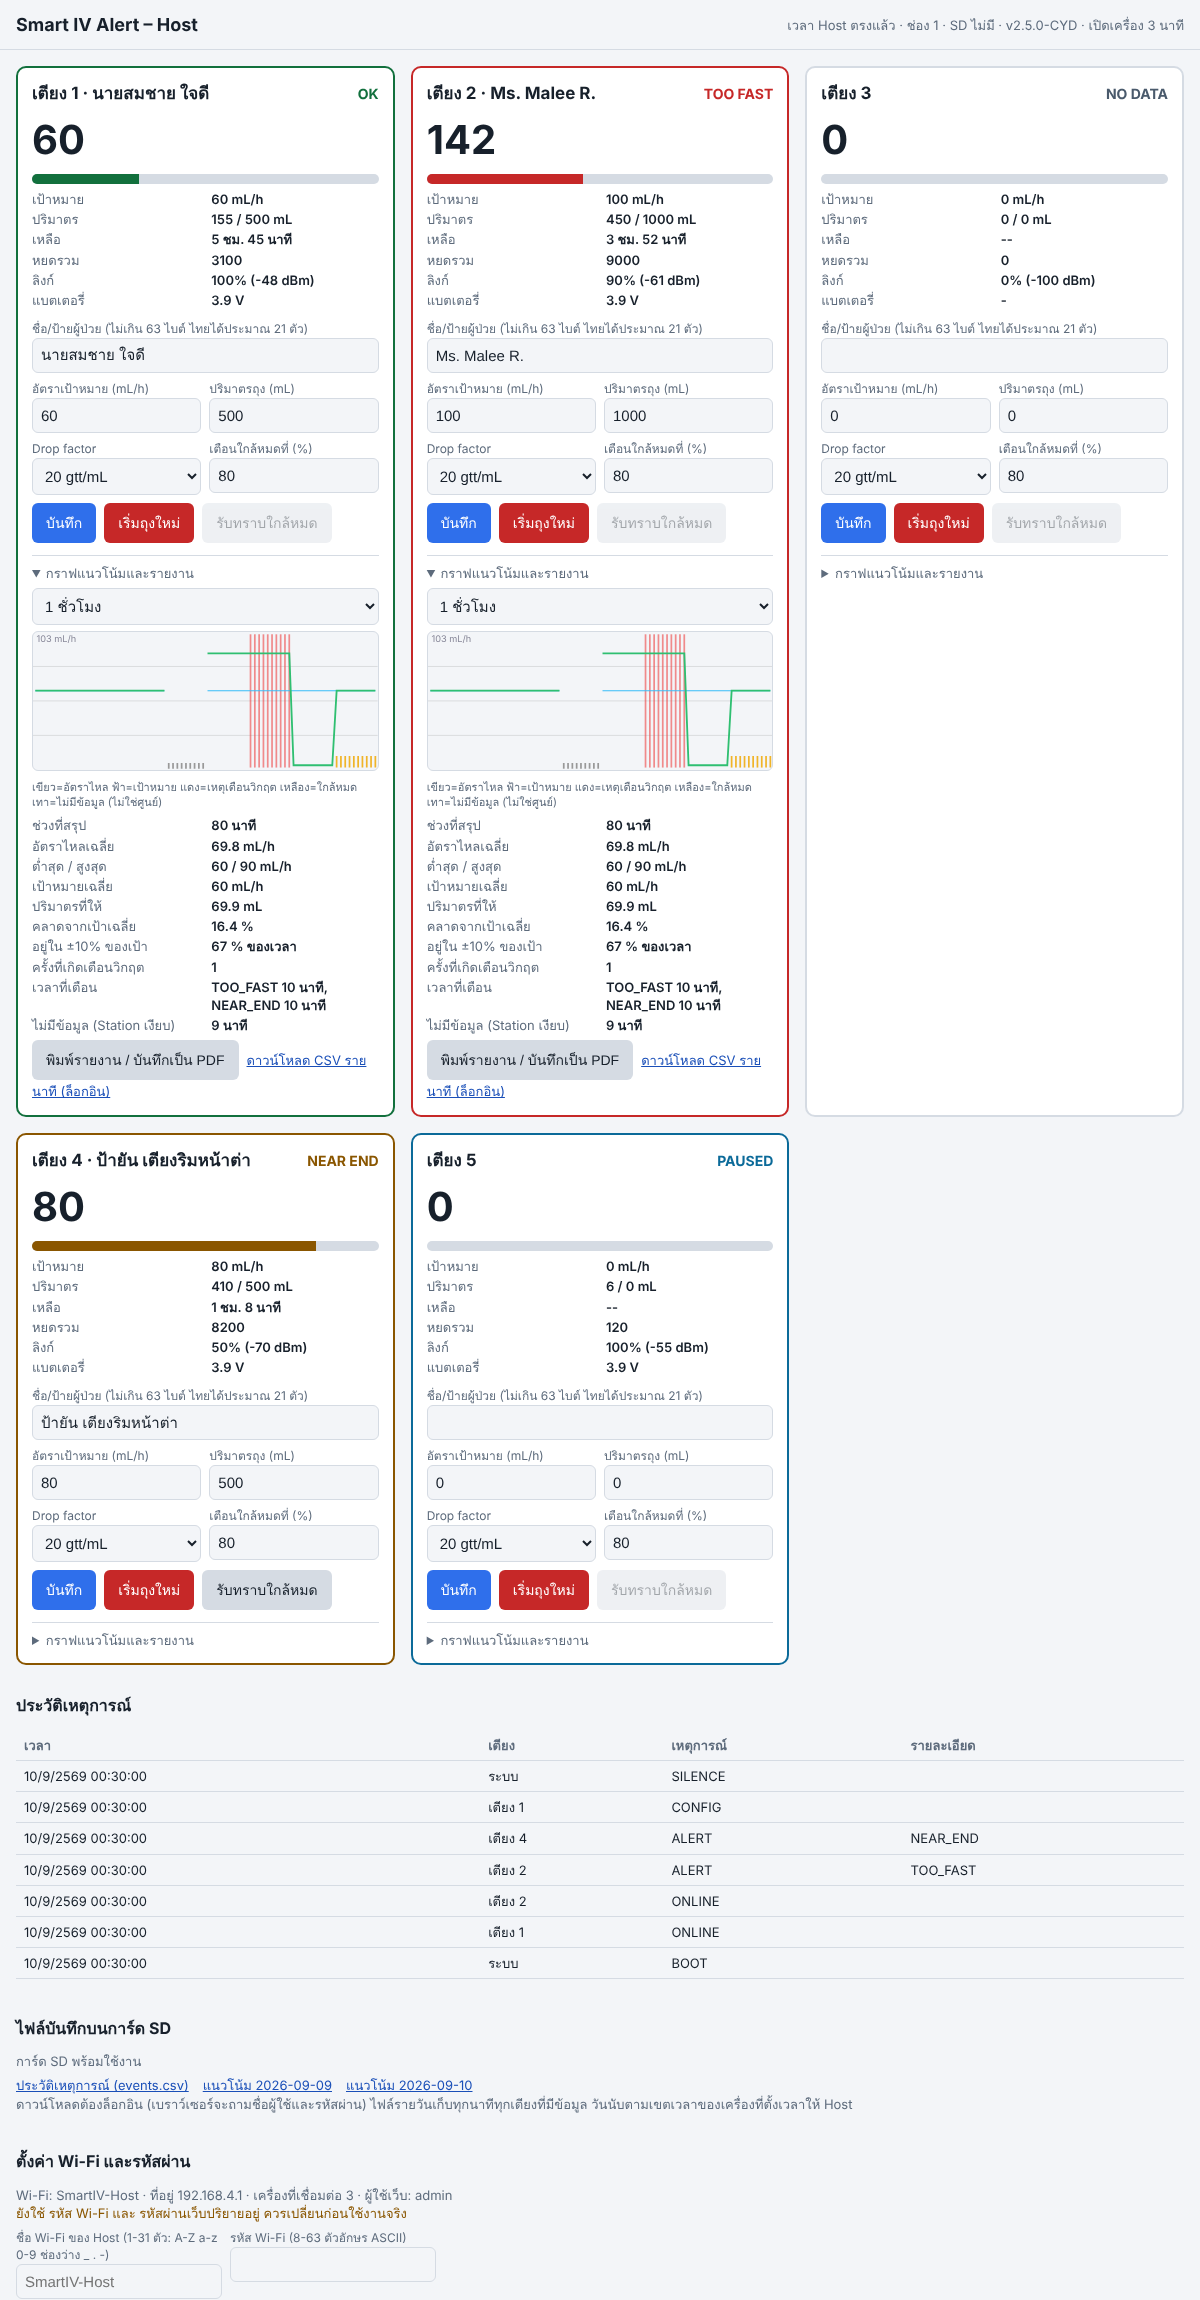 Smart IV Alert – Host
เวลา Host ตรงแล้ว · ช่อง 1 · SD ไม่มี · v2.5.0-CYD · เปิดเครื่อง 3 นาที
เตียง 1 · นายสมชาย ใจดี
OK
60
เป้าหมาย 60 mL/h
ปริมาตร 155 / 500 mL
เหลือ 5 ชม. 45 นาที
หยดรวม 3100
ลิงก์ 100% (-48 dBm)
แบตเตอรี่ 3.9 V
ชื่อ/ป้ายผู้ป่วย (ไม่เกิน 63 ไบต์ ไทยได้ประมาณ 21 ตัว)
นายสมชาย ใจดี
อัตราเป้าหมาย (mL/h) ปริมาตรถุง (mL)
60 500
Drop factor เตือนใกล้หมดที่ (%)
20 gtt/mL 80
บันทึก เริ่มถุงใหม่ รับทราบใกล้หมด
▼ กราฟแนวโน้มและรายงาน
1 ชั่วโมง
103 mL/h
เขียว=อัตราไหล ฟ้า=เป้าหมาย แดง=เหตุเตือนวิกฤต เหลือง=ใกล้หมด
เทา=ไม่มีข้อมูล (ไม่ใช่ศูนย์)
ช่วงที่สรุป 80 นาที
อัตราไหลเฉลี่ย 69.8 mL/h
ต่ำสุด / สูงสุด 60 / 90 mL/h
เป้าหมายเฉลี่ย 60 mL/h
ปริมาตรที่ให้ 69.9 mL
คลาดจากเป้าเฉลี่ย 16.4 %
อยู่ใน ±10% ของเป้า 67 % ของเวลา
ครั้งที่เกิดเตือนวิกฤต 1
เวลาที่เตือน TOO_FAST 10 นาที,
NEAR_END 10 นาที
ไม่มีข้อมูล (Station เงียบ) 9 นาที
พิมพ์รายงาน / บันทึกเป็น PDF ดาวน์โหลด CSV ราย
นาที (ล็อกอิน)
เตียง 2 · Ms. Malee R.
TOO FAST
142
เป้าหมาย 100 mL/h
ปริมาตร 450 / 1000 mL
เหลือ 3 ชม. 52 นาที
หยดรวม 9000
ลิงก์ 90% (-61 dBm)
แบตเตอรี่ 3.9 V
ชื่อ/ป้ายผู้ป่วย (ไม่เกิน 63 ไบต์ ไทยได้ประมาณ 21 ตัว)
Ms. Malee R.
อัตราเป้าหมาย (mL/h) ปริมาตรถุง (mL)
100 1000
Drop factor เตือนใกล้หมดที่ (%)
20 gtt/mL 80
บันทึก เริ่มถุงใหม่ รับทราบใกล้หมด
▼ กราฟแนวโน้มและรายงาน
1 ชั่วโมง
103 mL/h
เขียว=อัตราไหล ฟ้า=เป้าหมาย แดง=เหตุเตือนวิกฤต เหลือง=ใกล้หมด
เทา=ไม่มีข้อมูล (ไม่ใช่ศูนย์)
ช่วงที่สรุป 80 นาที
อัตราไหลเฉลี่ย 69.8 mL/h
ต่ำสุด / สูงสุด 60 / 90 mL/h
เป้าหมายเฉลี่ย 60 mL/h
ปริมาตรที่ให้ 69.9 mL
คลาดจากเป้าเฉลี่ย 16.4 %
อยู่ใน ±10% ของเป้า 67 % ของเวลา
ครั้งที่เกิดเตือนวิกฤต 1
เวลาที่เตือน TOO_FAST 10 นาที,
NEAR_END 10 นาที
ไม่มีข้อมูล (Station เงียบ) 9 นาที
พิมพ์รายงาน / บันทึกเป็น PDF ดาวน์โหลด CSV ราย
นาที (ล็อกอิน)
เตียง 3
NO DATA
0
เป้าหมาย 0 mL/h
ปริมาตร 0 / 0 mL
เหลือ --
หยดรวม 0
ลิงก์ 0% (-100 dBm)
แบตเตอรี่ -
ชื่อ/ป้ายผู้ป่วย (ไม่เกิน 63 ไบต์ ไทยได้ประมาณ 21 ตัว)
อัตราเป้าหมาย (mL/h) ปริมาตรถุง (mL)
0 0
Drop factor เตือนใกล้หมดที่ (%)
20 gtt/mL 80
บันทึก เริ่มถุงใหม่ รับทราบใกล้หมด
▶ กราฟแนวโน้มและรายงาน
เตียง 4 · ป้ายัน เตียงริมหน้าต่า
NEAR END
80
เป้าหมาย 80 mL/h
ปริมาตร 410 / 500 mL
เหลือ 1 ชม. 8 นาที
หยดรวม 8200
ลิงก์ 50% (-70 dBm)
แบตเตอรี่ 3.9 V
ชื่อ/ป้ายผู้ป่วย (ไม่เกิน 63 ไบต์ ไทยได้ประมาณ 21 ตัว)
ป้ายัน เตียงริมหน้าต่า
อัตราเป้าหมาย (mL/h) ปริมาตรถุง (mL)
80 500
Drop factor เตือนใกล้หมดที่ (%)
20 gtt/mL 80
บันทึก เริ่มถุงใหม่ รับทราบใกล้หมด
▶ กราฟแนวโน้มและรายงาน
เตียง 5
PAUSED
0
เป้าหมาย 0 mL/h
ปริมาตร 6 / 0 mL
เหลือ --
หยดรวม 120
ลิงก์ 100% (-55 dBm)
แบตเตอรี่ 3.9 V
ชื่อ/ป้ายผู้ป่วย (ไม่เกิน 63 ไบต์ ไทยได้ประมาณ 21 ตัว)
อัตราเป้าหมาย (mL/h) ปริมาตรถุง (mL)
0 0
Drop factor เตือนใกล้หมดที่ (%)
20 gtt/mL 80
บันทึก เริ่มถุงใหม่ รับทราบใกล้หมด
▶ กราฟแนวโน้มและรายงาน
ประวัติเหตุการณ์
เวลา เตียง เหตุการณ์ รายละเอียด
10/9/2569 00:30:00 ระบบ SILENCE
10/9/2569 00:30:00 เตียง 1 CONFIG
10/9/2569 00:30:00 เตียง 4 ALERT NEAR_END
10/9/2569 00:30:00 เตียง 2 ALERT TOO_FAST
10/9/2569 00:30:00 เตียง 2 ONLINE
10/9/2569 00:30:00 เตียง 1 ONLINE
10/9/2569 00:30:00 ระบบ BOOT
ไฟล์บันทึกบนการ์ด SD
การ์ด SD พร้อมใช้งาน
ประวัติเหตุการณ์ (events.csv) แนวโน้ม 2026-09-09 แนวโน้ม 2026-09-10
ดาวน์โหลดต้องล็อกอิน (เบราว์เซอร์จะถามชื่อผู้ใช้และรหัสผ่าน) ไฟล์รายวันเก็บทุกนาทีทุกเตียงที่มีข้อมูล วันนับตามเขตเวลาของเครื่องที่ตั้งเวลาให้ Host
ตั้งค่า Wi-Fi และรหัสผ่าน
Wi-Fi: SmartIV-Host · ที่อยู่ 192.168.4.1 · เครื่องที่เชื่อมต่อ 3 · ผู้ใช้เว็บ: admin
ยังใช้ รหัส Wi-Fi และ รหัสผ่านเว็บปริยายอยู่ ควรเปลี่ยนก่อนใช้งานจริง
ชื่อ Wi-Fi ของ Host (1-31 ตัว: A-Z a-z
0-9 ช่องว่าง _ . -)
รหัส Wi-Fi (8-63 ตัวอักษร ASCII)
SmartIV-Host